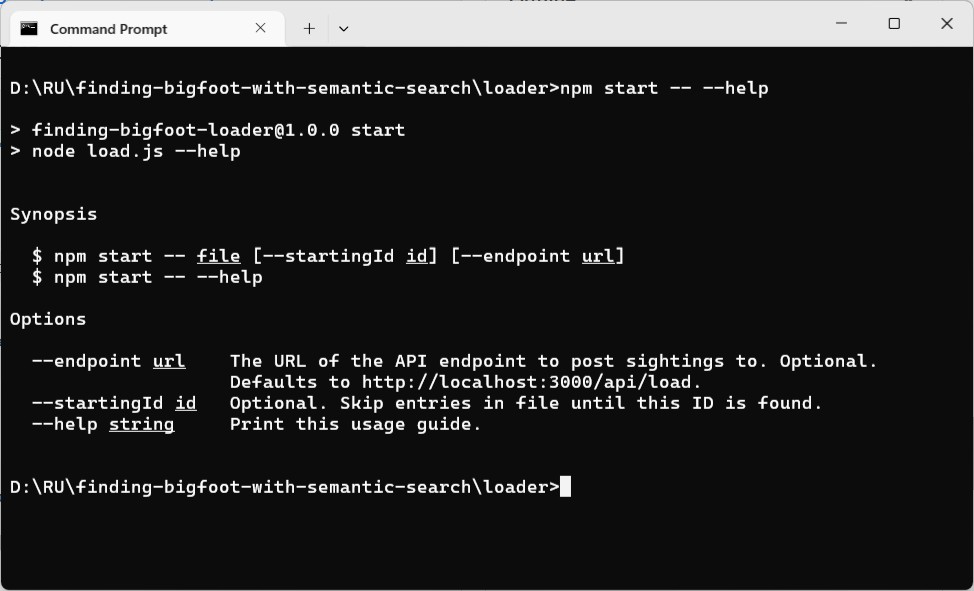 Command Prompt
D:\RU\finding-bigfoot-with-semantic-search\loader>npm start -- --help
> finding-bigfoot-loader@1.0.0 start
> node load.js --help
Synopsis
$ npm start -- file [--startingId id] [--endpoint url]
$ npm start -- --help
Options
--endpoint url The URL of the API endpoint to post sightings to. Optional.
Defaults to http://localhost:3000/api/load.
--startingId id Optional. Skip entries in file until this ID is found.
--help string Print this usage guide.
D:\RU\finding-bigfoot-with-semantic-search\loader>